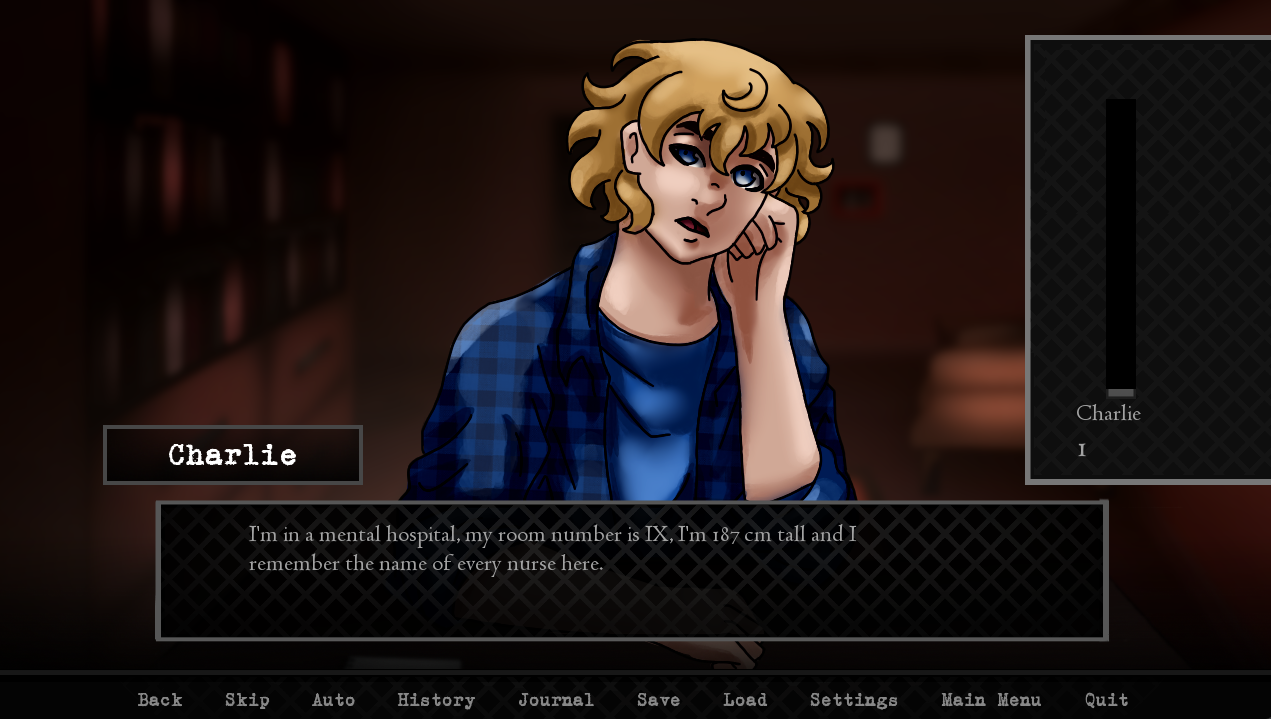 Charlie
1
Charlie
I'm in a mental hospital, my room number is IX, I'm 187 cm tall and I
remember the name of every nurse here.
Back Skip Auto History Journal Save Load Settings Main Menu Quit